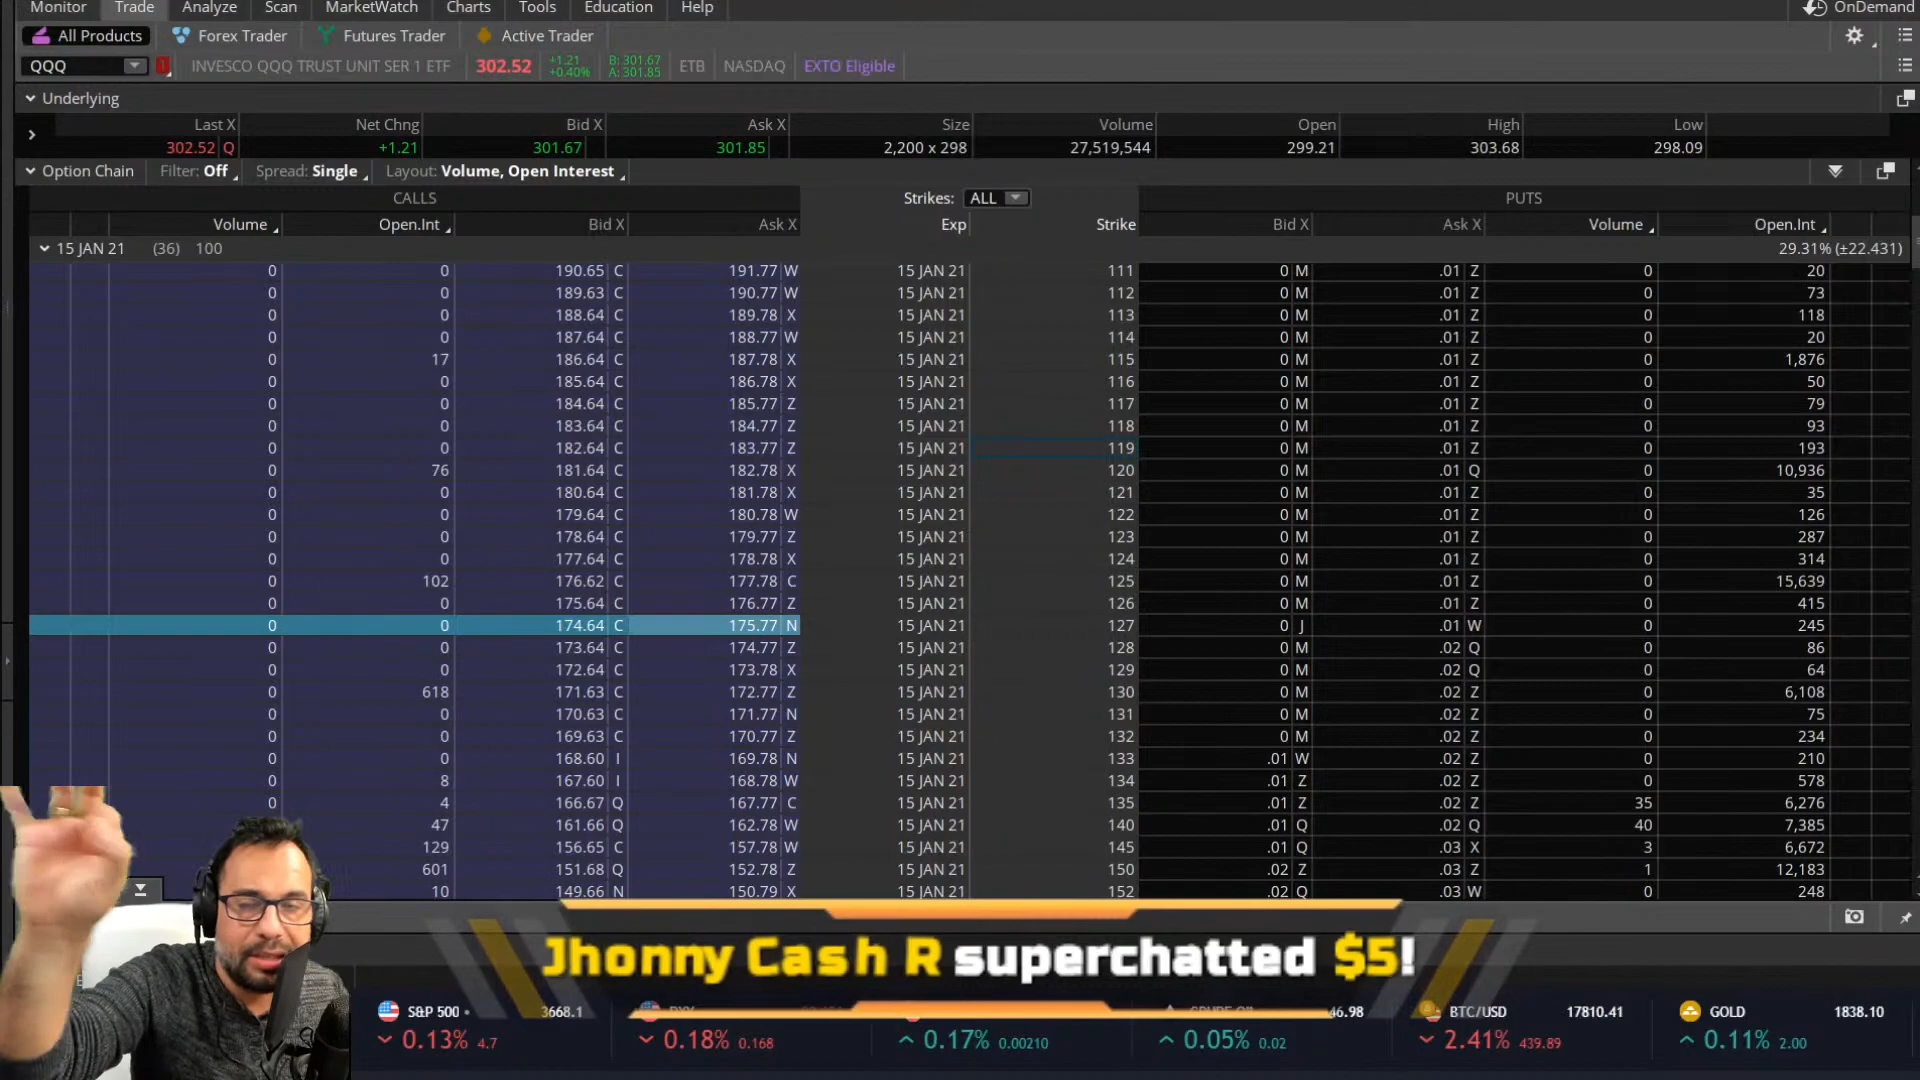 Monitor Trade Analyze Scan MarketWatch Charts Tools Education Help OnDemand
All Products Forex Trader Futures Trader Active Trader
QQQ INVESCO QQQ TRUST UNIT SER 1 ETF 302.52 +1.21 +0.40% B: 301.67 A: 301.85 ETB NASDAQ EXTO Eligible
Underlying
Last X Net Chng Bid X Ask X Size Volume Open High Low
302.52 Q +1.21 301.67 301.85 2,200 x 298 27,519,544 299.21 303.68 298.09
Option Chain Filter: Off Spread: Single Layout: Volume, Open Interest
CALLS Strikes: ALL PUTS
Volume Open.Int Bid X Ask X Exp Strike Bid X Ask X Volume Open.Int
15 JAN 21 (36) 100 29.31% (±22.431)
0 0 190.65 C 191.77 W 15 JAN 21 111 0 M .01 Z 0 20
0 0 189.63 C 190.77 W 15 JAN 21 112 0 M .01 Z 0 73
0 0 188.64 C 189.78 X 15 JAN 21 113 0 M .01 Z 0 118
0 0 187.64 C 188.77 W 15 JAN 21 114 0 M .01 Z 0 20
0 17 186.64 C 187.78 X 15 JAN 21 115 0 M .01 Z 0 1,876
0 0 185.64 C 186.78 X 15 JAN 21 116 0 M .01 Z 0 50
0 0 184.64 C 185.77 Z 15 JAN 21 117 0 M .01 Z 0 79
0 0 183.64 C 184.77 Z 15 JAN 21 118 0 M .01 Z 0 93
0 0 182.64 C 183.77 Z 15 JAN 21 119 0 M .01 Z 0 193
0 76 181.64 C 182.78 X 15 JAN 21 120 0 M .01 Q 0 10,936
0 0 180.64 C 181.78 X 15 JAN 21 121 0 M .01 Z 0 35
0 0 179.64 C 180.78 W 15 JAN 21 122 0 M .01 Z 0 126
0 0 178.64 C 179.77 Z 15 JAN 21 123 0 M .01 Z 0 287
0 0 177.64 C 178.78 X 15 JAN 21 124 0 M .01 Z 0 314
0 102 176.62 C 177.78 C 15 JAN 21 125 0 M .01 Z 0 15,639
0 0 175.64 C 176.77 Z 15 JAN 21 126 0 M .01 Z 0 415
0 0 174.64 C 175.77 N 15 JAN 21 127 0 J .01 W 0 245
0 0 173.64 C 174.77 Z 15 JAN 21 128 0 M .02 Q 0 86
0 0 172.64 C 173.78 X 15 JAN 21 129 0 M .02 Q 0 64
0 618 171.63 C 172.77 Z 15 JAN 21 130 0 M .02 Z 0 6,108
0 0 170.63 C 171.77 N 15 JAN 21 131 0 M .02 Z 0 75
0 0 169.63 C 170.77 Z 15 JAN 21 132 0 M .02 Z 0 234
0 0 168.60 I 169.78 N 15 JAN 21 133 .01 W .02 Z 0 210
0 8 167.60 I 168.78 W 15 JAN 21 134 .01 Z .02 Z 0 578
0 4 166.67 Q 167.77 C 15 JAN 21 135 .01 Z .02 Z 35 6,276
47 161.66 Q 162.78 W 15 JAN 21 140 .01 Q .02 Q 40 7,385
129 156.65 C 157.78 W 15 JAN 21 145 .01 Q .03 X 3 6,672
601 151.68 Q 152.78 Z 15 JAN 21 150 .02 Z .03 Z 1 12,183
10 149.66 N 150.79 X 15 JAN 21 152 .02 Q .03 W 0 248
Jhonny Cash R superchatted $5!
S&P 500 3668.1 46.98 BTC/USD 17810.41 GOLD 1838.10
0.13% 4.7 0.18% 0.168 0.17% 0.00210 0.05% 0.02 2.41% 439.89 0.11% 2.00